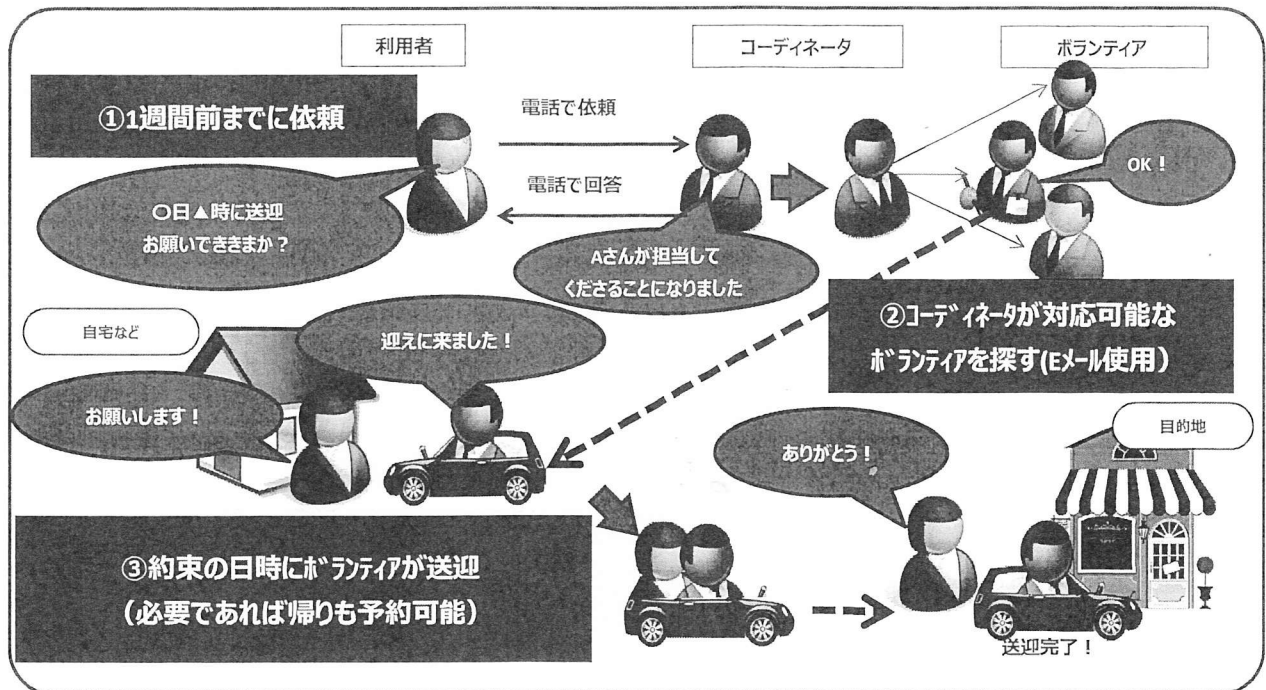 利用者
コーディネータ
ボランティア
①1週間前までに依頼
電話で依頼
電話で回答
OK！
〇日▲時に送迎
お願いでききまか？
Aさんが担当して
くださることになりました
②ｺｰﾃﾞｨﾈｰﾀが対応可能な
ﾎﾞﾗﾝﾃｨｱを探す(Eﾒｰﾙ使用)
自宅など
迎えに来ました！
お願いします！
目的地
ありがとう！
③約束の日時にﾎﾞﾗﾝﾃｨｱが送迎
（必要であれば帰りも予約可能）
送迎完了！